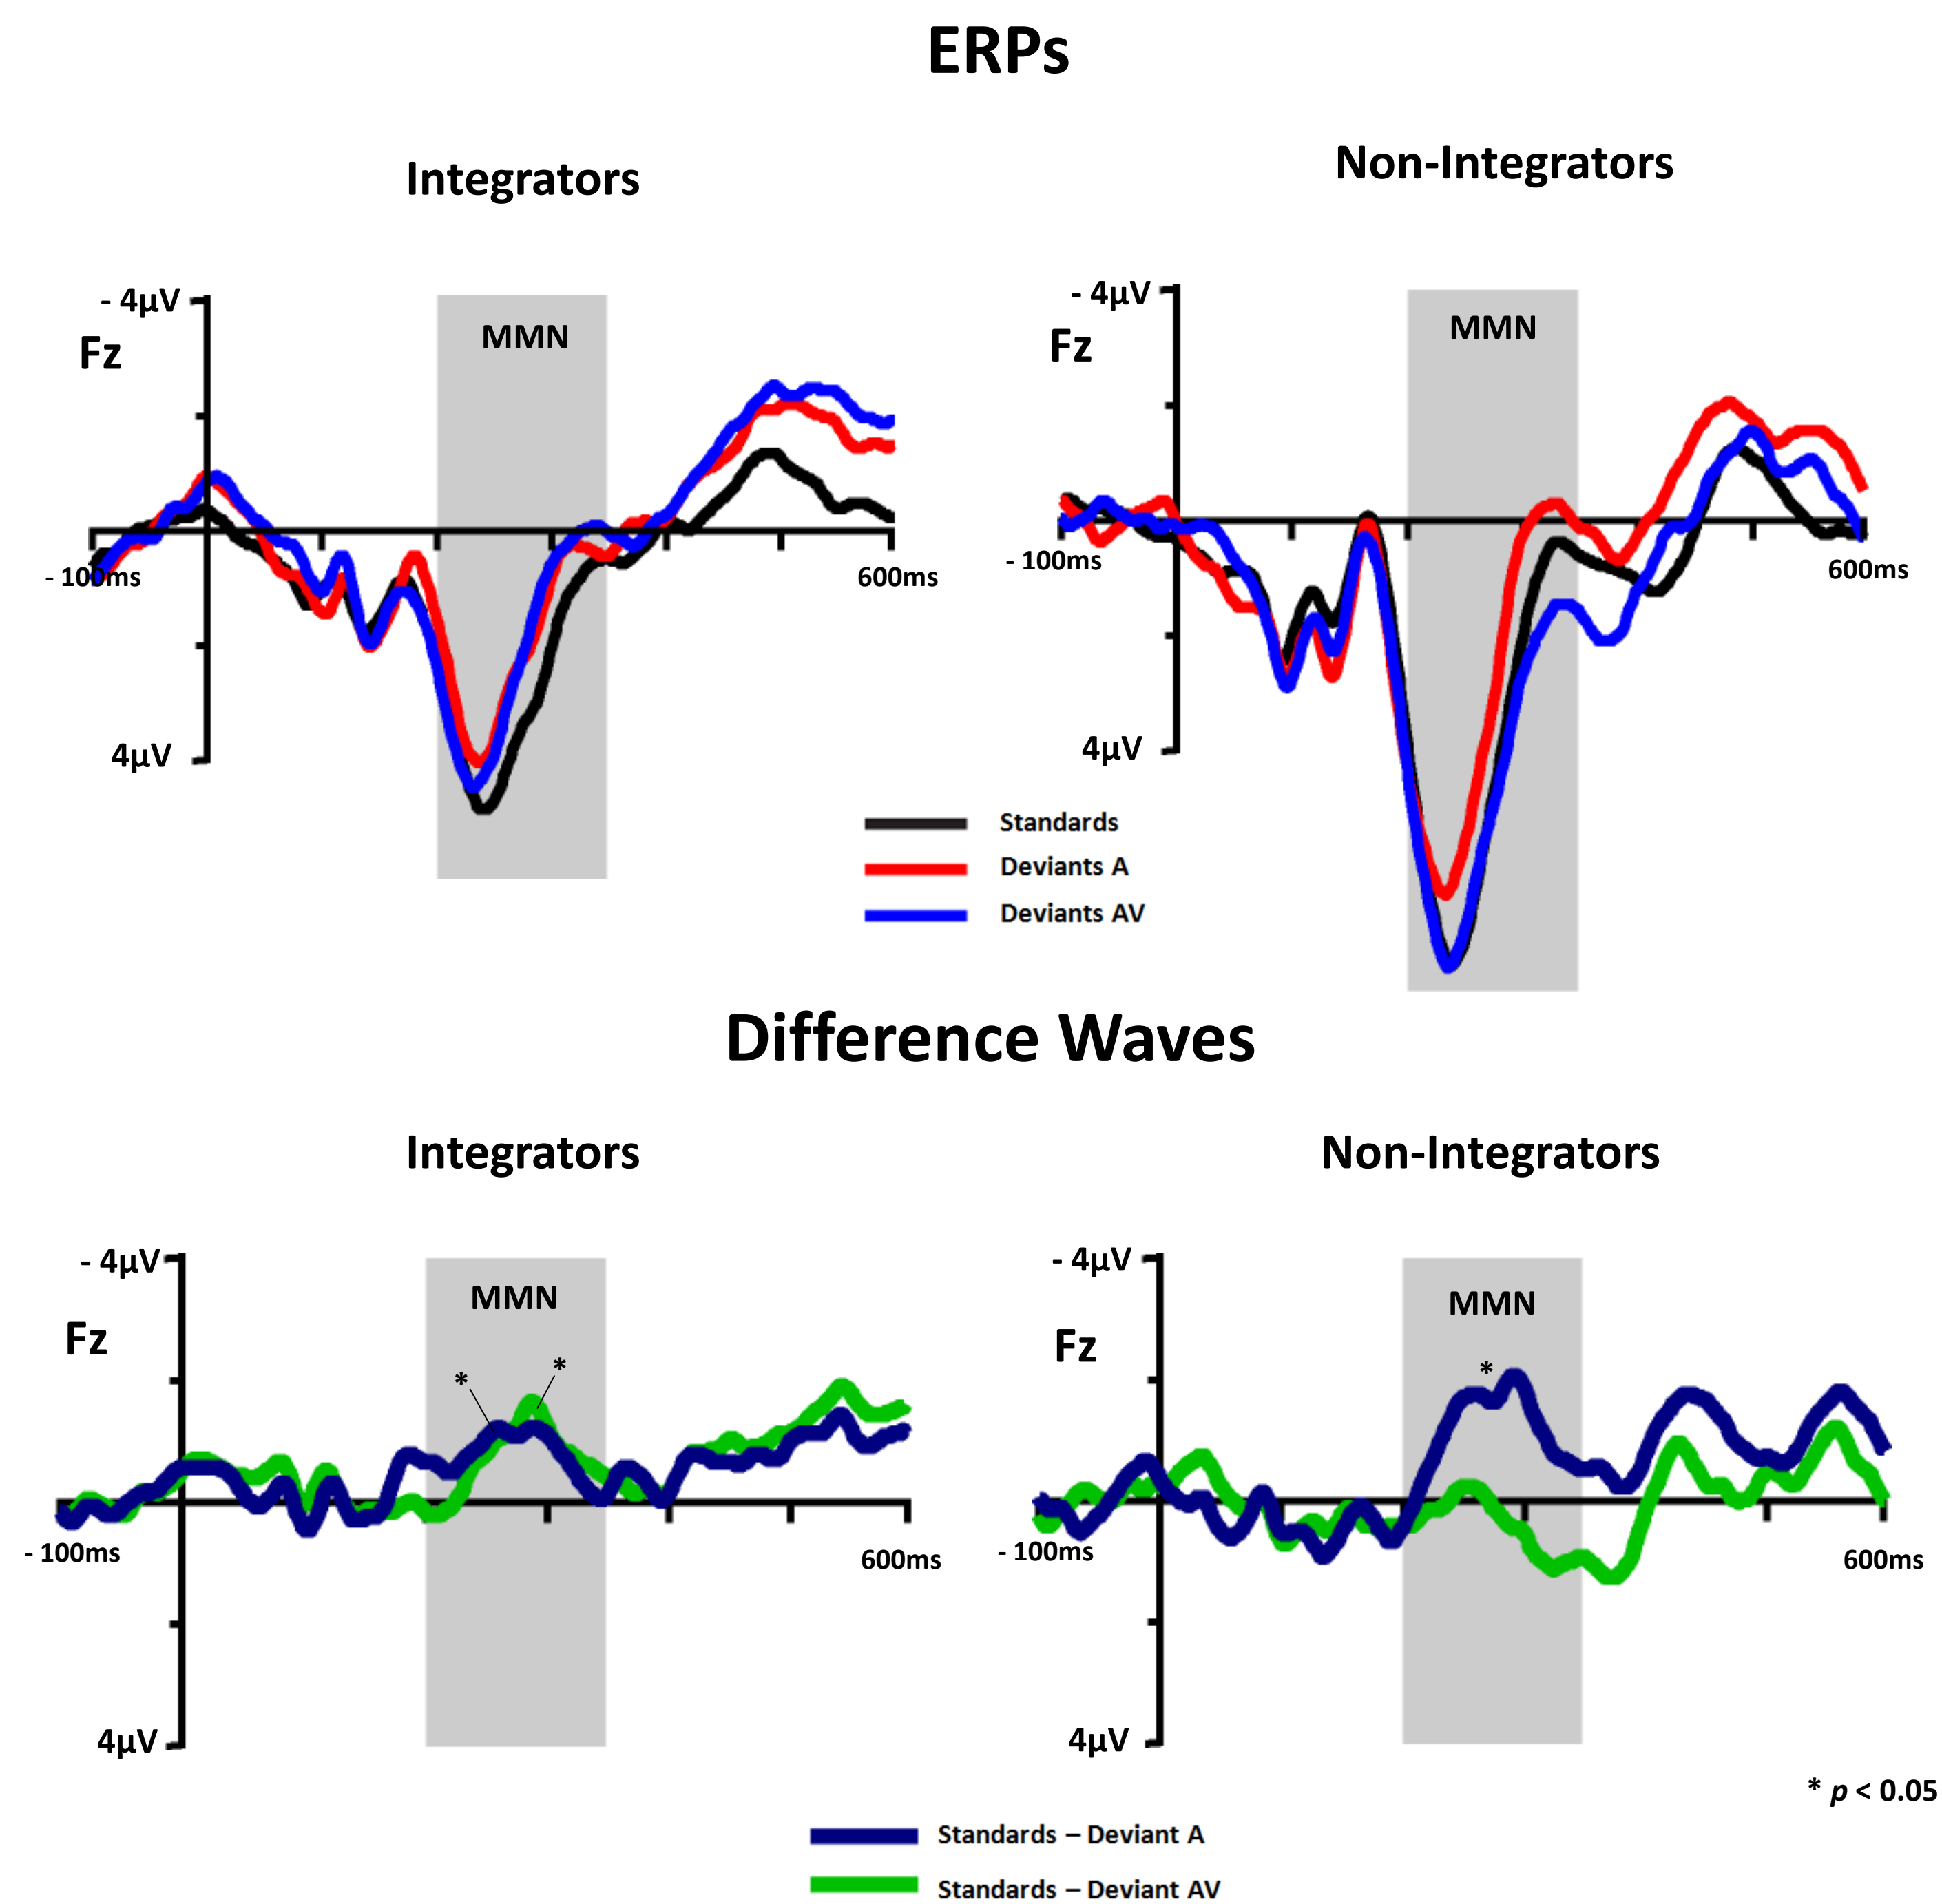 ERPs
Integrators
Non-Integrators
- 4µV
Fz
MMN
- 100ms
600ms
4µV
- 4µV
Fz
MMN
- 100ms
600ms
4µV
Standards
Deviants A
Deviants AV
Difference Waves
Integrators
Non-Integrators
- 4µV
Fz
MMN
*
*
- 100ms
600ms
4µV
- 4µV
Fz
MMN
*
- 100ms
600ms
4µV
* p < 0.05
Standards – Deviant A
Standards – Deviant AV